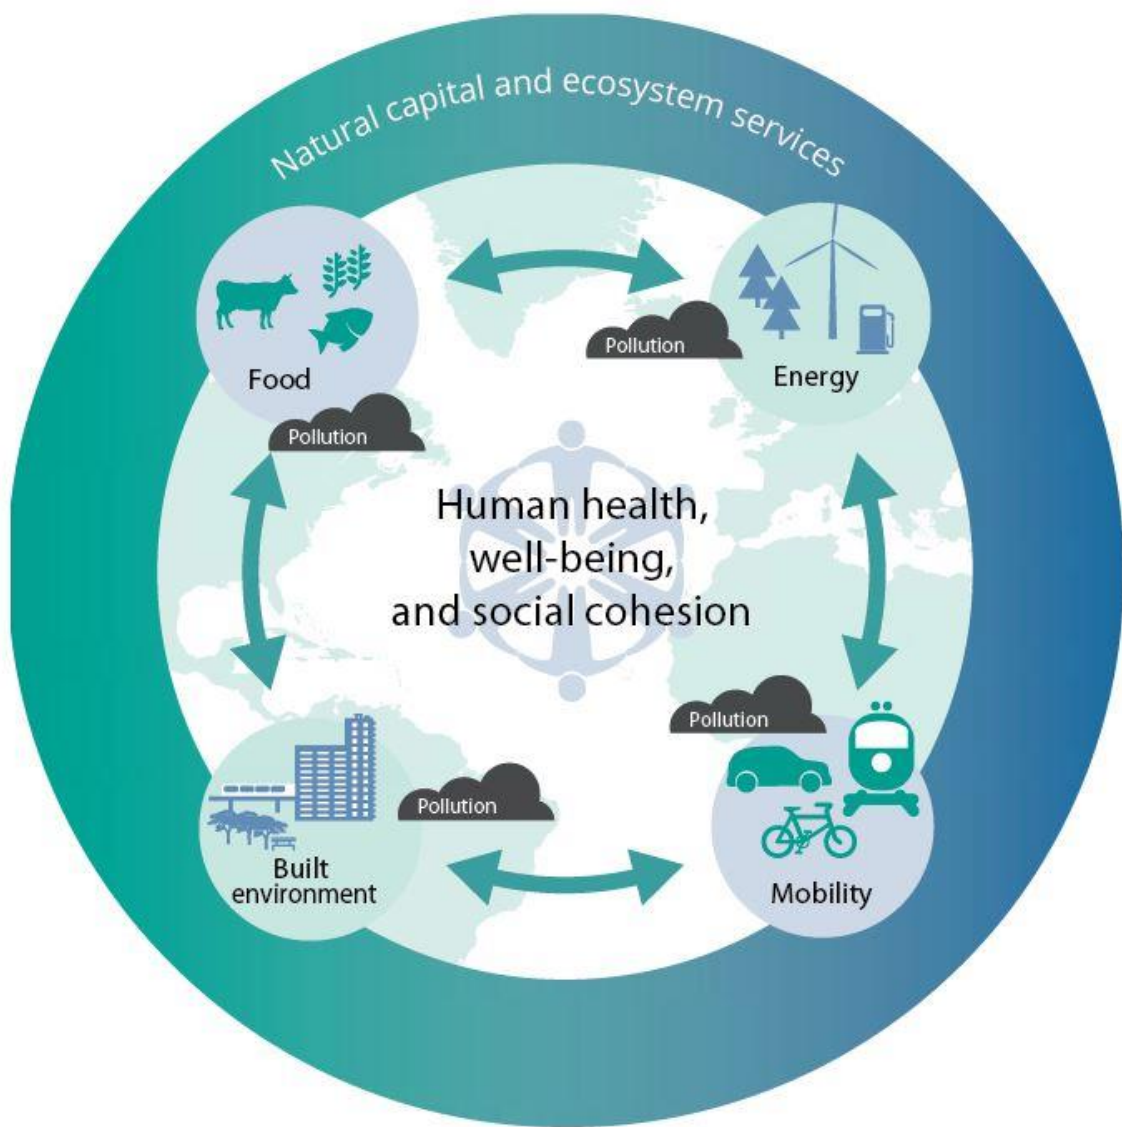 Natural capital and ecosystem services
Food
Pollution
Pollution
Energy
Human health,
well-being,
and social cohesion
Built
environment
Pollution
Pollution
Mobility